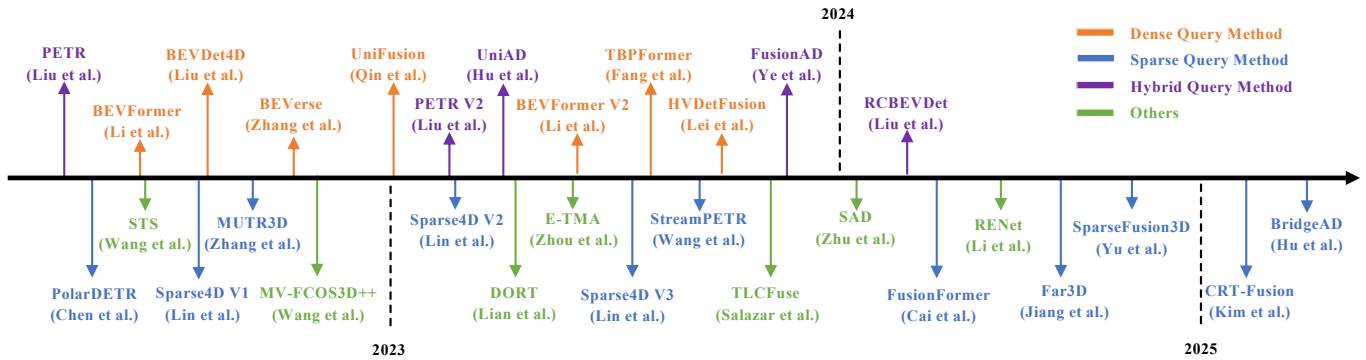 2024
Dense Query Method
Sparse Query Method
Hybrid Query Method
Others
PETR
(Liu et al.)
BEVDet4D
(Liu et al.)
UniFusion
(Qin et al.)
UniAD
(Hu et al.)
TBPFormer
(Fang et al.)
FusionAD
(Ye et al.)
BEVFormer
(Li et al.)
BEVerse
(Zhang et al.)
PETR V2
(Liu et al.)
BEVFormer V2
(Li et al.)
HVDetFusion
(Lei et al.)
RCBEVDet
(Liu et al.)
STS
(Wang et al.)
MUTR3D
(Zhang et al.)
Sparse4D V2
(Lin et al.)
E-TMA
(Zhou et al.)
StreamPETR
(Wang et al.)
SAD
(Zhu et al.)
RENet
(Li et al.)
SparseFusion3D
(Yu et al.)
BridgeAD
(Hu et al.)
PolarDETR
(Chen et al.)
Sparse4D V1
(Lin et al.)
MV-FCOS3D++
(Wang et al.)
DORT
(Lian et al.)
Sparse4D V3
(Lin et al.)
TLCFuse
(Salazar et al.)
FusionFormer
(Cai et al.)
Far3D
(Jiang et al.)
CRT-Fusion
(Kim et al.)
2023
2025